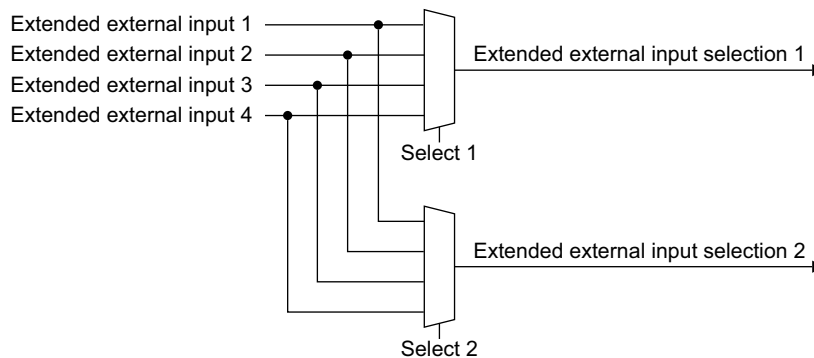 Extended external input 1
Extended external input 2
Extended external input 3
Extended external input 4
Extended external input selection 1
Select 1
Extended external input selection 2
Select 2